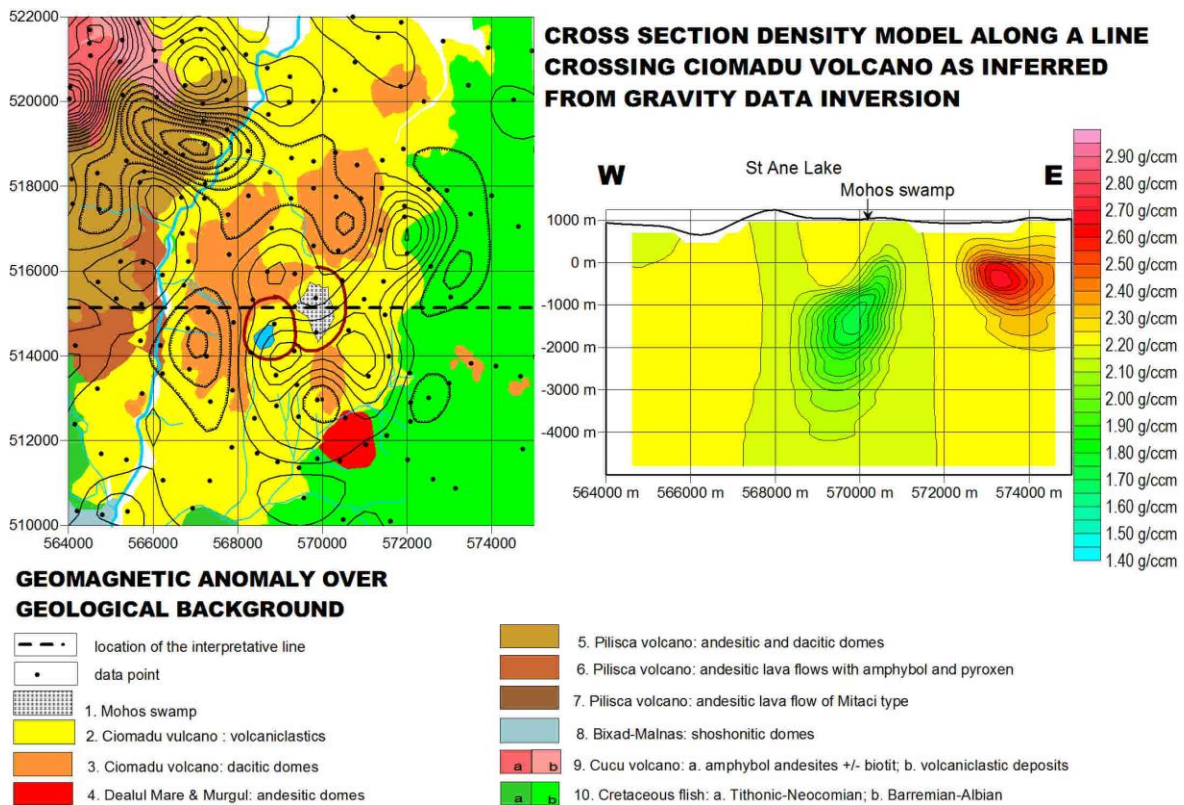 522000
520000
518000
516000
514000
512000
510000
564000 566000 568000 570000 572000 574000
CROSS SECTION DENSITY MODEL ALONG A LINE
CROSSING CIOMADU VOLCANO AS INFERRED
FROM GRAVITY DATA INVERSION
W
St Ane Lake
Mohos swamp
E
1000 m
0 m
-1000 m
-2000 m
-3000 m
-4000 m
564000 m 566000 m 568000 m 570000 m 572000 m 574000 m
2.90 g/ccm
2.80 g/ccm
2.70 g/ccm
2.60 g/ccm
2.50 g/ccm
2.40 g/ccm
2.30 g/ccm
2.20 g/ccm
2.10 g/ccm
2.00 g/ccm
1.90 g/ccm
1.80 g/ccm
1.70 g/ccm
1.60 g/ccm
1.50 g/ccm
1.40 g/ccm
GEOMAGNETIC ANOMALY OVER
GEOLOGICAL BACKGROUND
location of the interpretative line
data point
1. Mohos swamp
2. Ciomadu vulcano : volcaniclastics
3. Ciomadu volcano: dacitic domes
4. Dealul Mare & Murgul: andesitic domes
5. Pilisca volcano: andesitic and dacitic domes
6. Pilisca volcano: andesitic lava flows with amphybol and pyroxen
7. Pilisca volcano: andesitic lava flow of Mitaci type
8. Bixad-Malnas: shoshonitic domes
a b 9. Cucu volcano: a. amphybol andesites +/- biotit; b. volcaniclastic deposits
a b 10. Cretaceous flish: a. Tithonic-Neocomian; b. Barremian-Albian